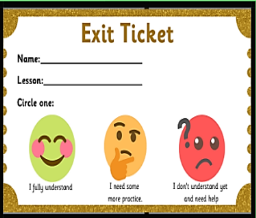 Exit Ticket
Name:
Lesson:
Circle one:
I fully understand
I need some
more practice.
I don't understand yet
and need help